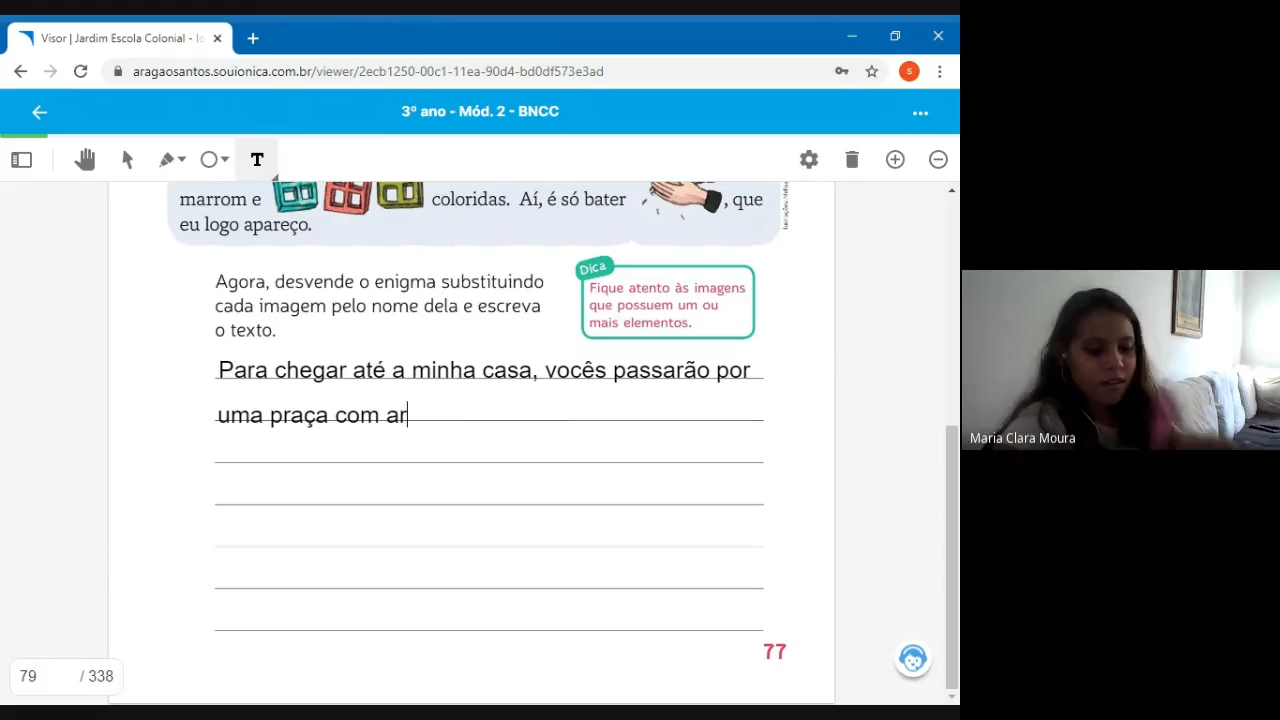 Visor | Jardim Escola Colonial - Io
aragaosantos.souionica.com.br/viewer/2ecb1250-00c1-11ea-90d4-bd0df573e3ad
S
3º ano - Mód. 2 - BNCC
T
marrom e coloridas. Aí, é só bater , que
eu logo apareço.
Agora, desvende o enigma substituindo
cada imagem pelo nome dela e escreva
o texto.
Dica
Fique atento às imagens
que possuem um ou
mais elementos.
Para chegar até a minha casa, vocês passarão por
uma praça com ar
77
79 / 338
Maria Clara Moura